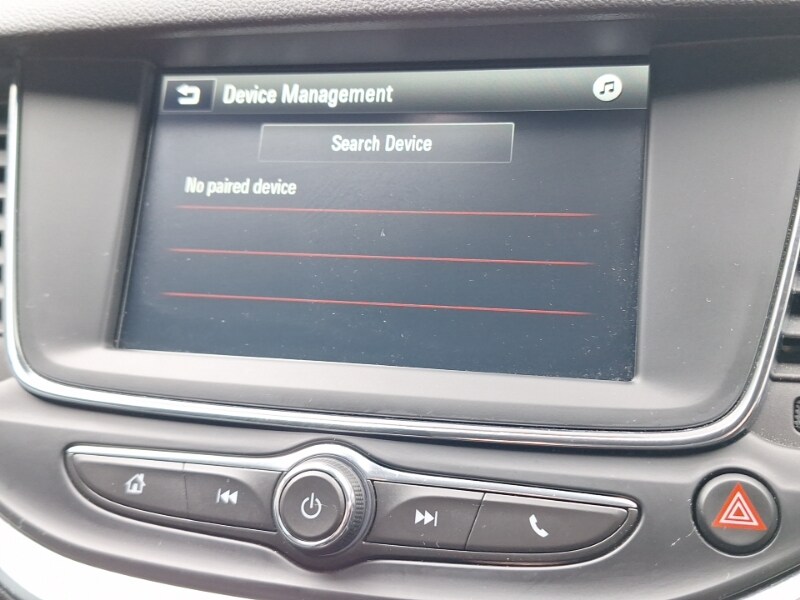 Device Management
Search Device
No paired device